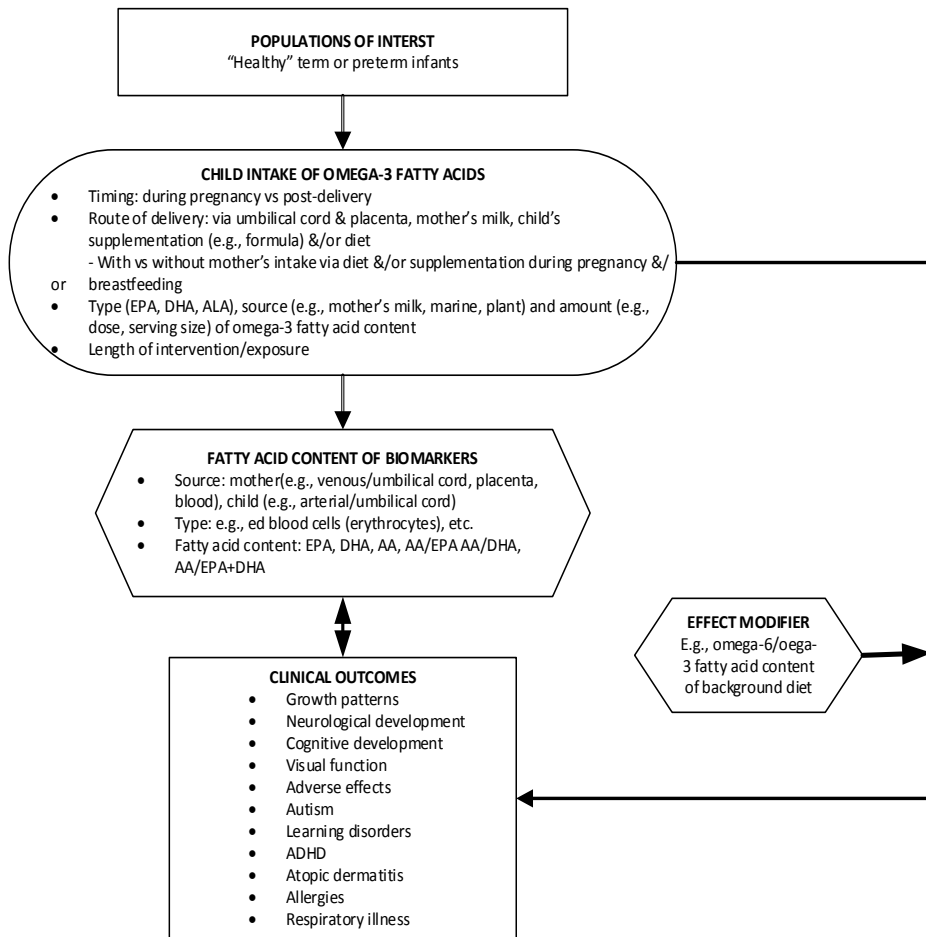 POPULATIONS OF INTERST
“Healthy” term or preterm infants
CHILD INTAKE OF OMEGA-3 FATTY ACIDS
• Timing: during pregnancy vs post-delivery
• Route of delivery: via umbilical cord & placenta, mother’s milk, child’s
supplementation (e.g., formula) &/or diet
- With vs without mother’s intake via diet &/or supplementation during pregnancy &/
or breastfeeding
• Type (EPA, DHA, ALA), source (e.g., mother’s milk, marine, plant) and amount (e.g.,
dose, serving size) of omega-3 fatty acid content
• Length of intervention/exposure
FATTY ACID CONTENT OF BIOMARKERS
• Source: mother(e.g., venous/umbilical cord, placenta,
blood), child (e.g., arterial/umbilical cord)
• Type: e.g., ed blood cells (erythrocytes), etc.
• Fatty acid content: EPA, DHA, AA, AA/EPA AA/DHA,
AA/EPA+DHA
EFFECT MODIFIER
E.g., omega-6/oega-
3 fatty acid content
of background diet
CLINICAL OUTCOMES
• Growth patterns
• Neurological development
• Cognitive development
• Visual function
• Adverse effects
• Autism
• Learning disorders
• ADHD
• Atopic dermatitis
• Allergies
• Respiratory illness